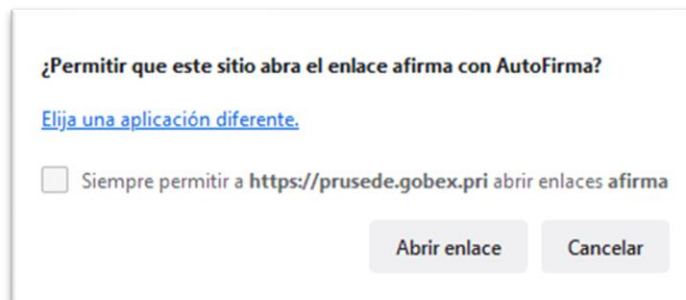 ¿Permitir que este sitio abra el enlace afirma con AutoFirma?
Elija una aplicación diferente.
Siempre permitir a https://prusede.gobex.pri abrir enlaces afirma
Abrir enlace Cancelar